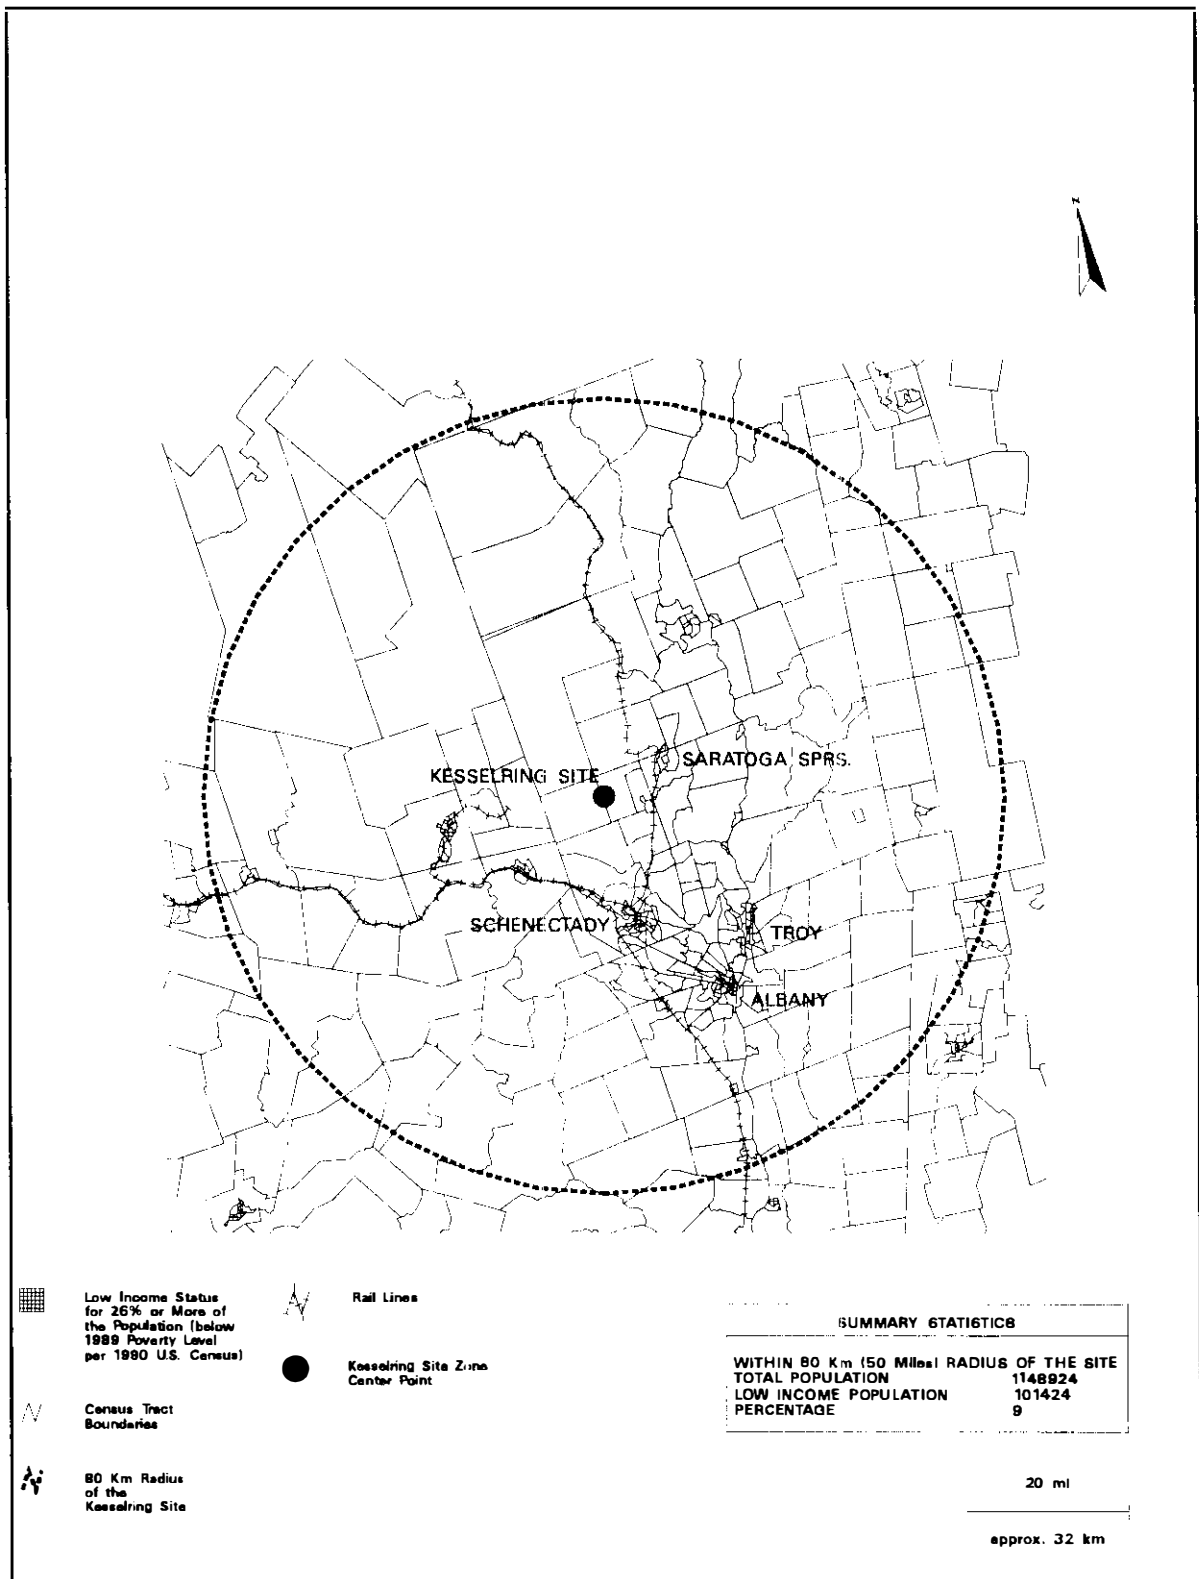 N
KESSELRING SITE
SARATOGA SPRS.
SCHENECTADY
TROY
ALBANY
Low Income Status
for 26% or More of
the Population (below
1989 Poverty Level
per 1990 U.S. Census)
Census Tract
Boundaries
80 Km Radius
of the
Kesselring Site
Rail Lines
Kesselring Site Zone
Center Point
SUMMARY STATISTICS
WITHIN 80 Km (50 Miles) RADIUS OF THE SITE
TOTAL POPULATION 1148924
LOW INCOME POPULATION 101424
PERCENTAGE 9
20 mi
approx. 32 km